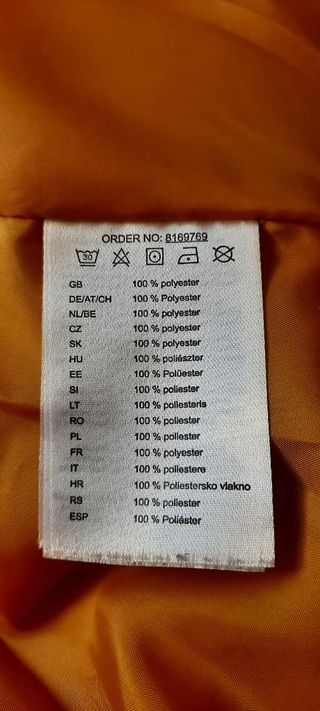 ORDER NO: 8169769
30
GB 100 % polyester
DE/AT/CH 100 % Polyester
NL/BE 100 % polyester
CZ 100 % polyester
SK 100 % polyester
HU 100 % poliészter
EE 100 % Polüester
SI 100 % poliester
LT 100 % poliesteris
RO 100 % poliester
PL 100 % poliester
FR 100 % polyester
IT 100 % poliestere
HR 100 % Poliestersko vlakno
RS 100 % poliester
ESP 100 % Poliéster